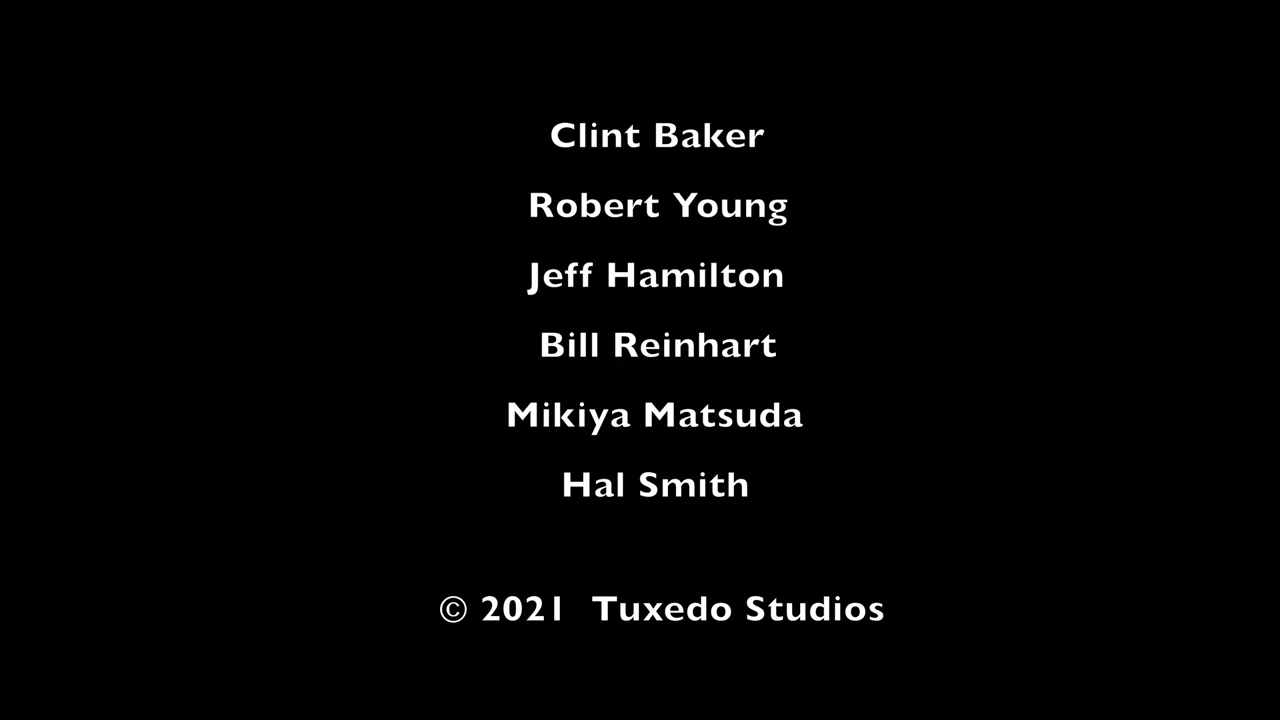 Clint Baker
Robert Young
Jeff Hamilton
Bill Reinhart
Mikiya Matsuda
Hal Smith
© 2021 Tuxedo Studios